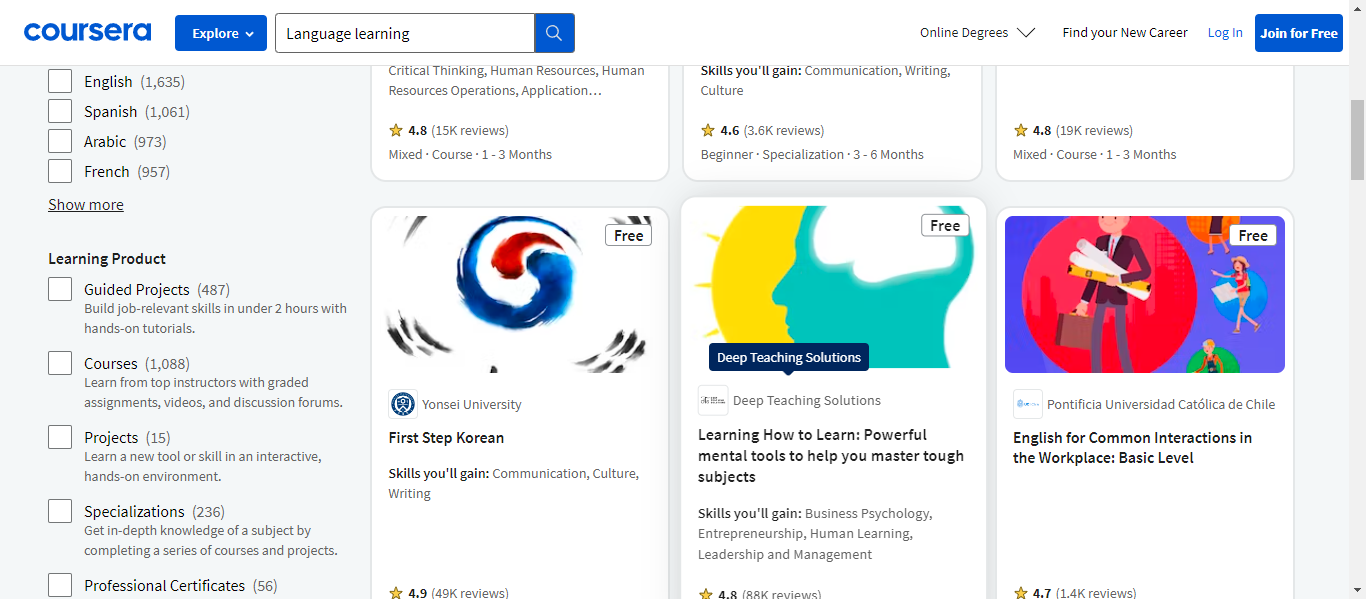 coursera
Explore
Language learning
Online Degrees
Find your New Career
Log In
Join for Free
English (1,635)
Spanish (1,061)
Arabic (973)
French (957)
Show more
Learning Product
Guided Projects (487)
Build job-relevant skills in under 2 hours with
hands-on tutorials.
Courses (1,088)
Learn from top instructors with graded
assignments, videos, and discussion forums.
Projects (15)
Learn a new tool or skill in an interactive,
hands-on environment.
Specializations (236)
Get in-depth knowledge of a subject by
completing a series of courses and projects.
Professional Certificates (56)
Critical Thinking, Human Resources, Human
Resources Operations, Application…
4.8 (15K reviews)
Mixed · Course · 1 - 3 Months
Skills you'll gain: Communication, Writing,
Culture
4.6 (3.6K reviews)
Beginner · Specialization · 3 - 6 Months
4.8 (19K reviews)
Mixed · Course · 1 - 3 Months
Free
Yonsei University
First Step Korean
Skills you'll gain: Communication, Culture,
Writing
4.9 (49K reviews)
Free
Deep Teaching Solutions
Deep Teaching Solutions
Learning How to Learn: Powerful
mental tools to help you master tough
subjects
Skills you'll gain: Business Psychology,
Entrepreneurship, Human Learning,
Leadership and Management
4.8 (88K reviews)
Free
Pontificia Universidad Católica de Chile
English for Common Interactions in
the Workplace: Basic Level
4.7 (1.4K reviews)